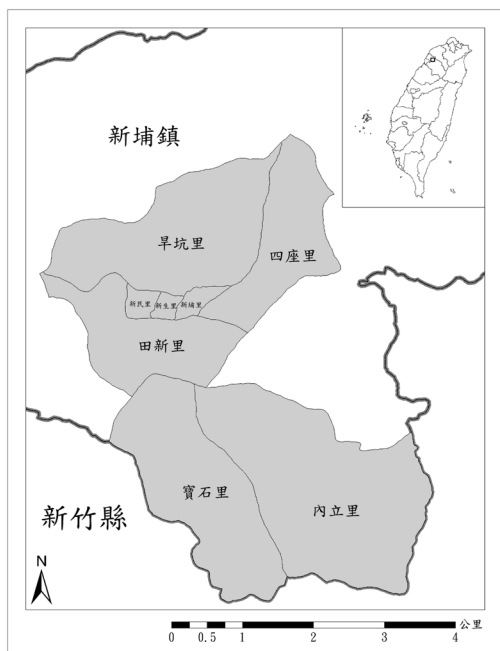 新埔鎮
旱坑里
四座里
新民里
新生里
新埔里
田新里
寶石里
內立里
新竹縣
N
公里
0 0.5 1 2 3 4